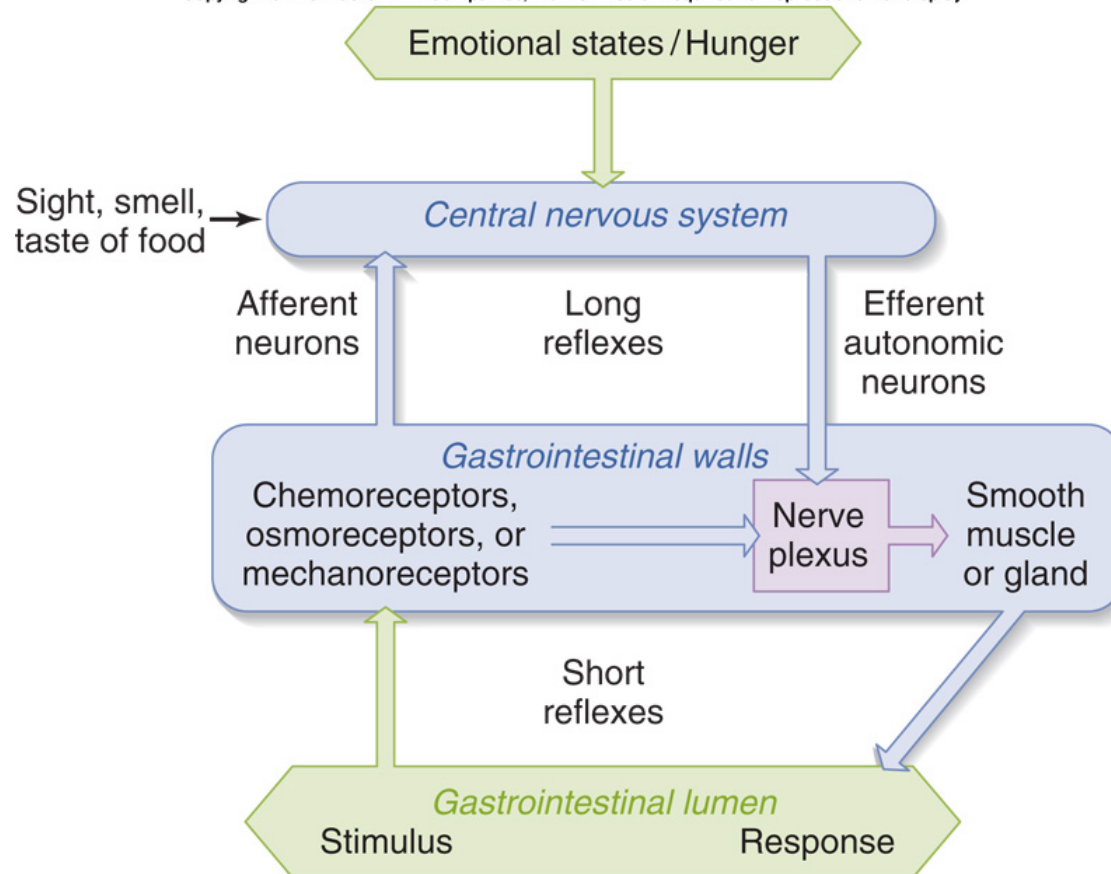 Emotional states / Hunger
Sight, smell,
taste of food
Central nervous system
Afferent
neurons
Long
reflexes
Efferent
autonomic
neurons
Gastrointestinal walls
Chemoreceptors,
osmoreceptors, or
mechanoreceptors
Nerve
plexus
Smooth
muscle
or gland
Short
reflexes
Gastrointestinal lumen
Stimulus
Response